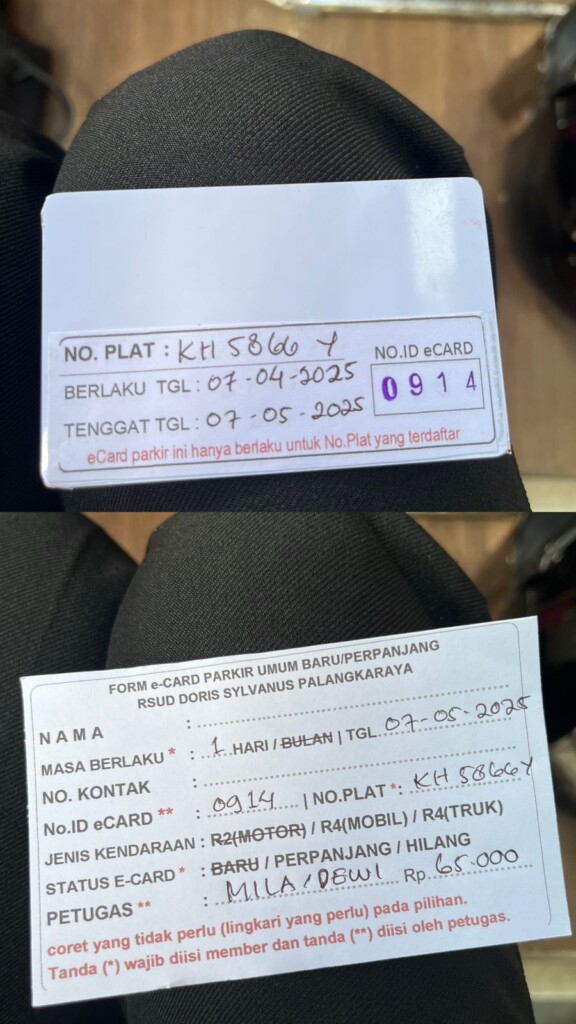 NO. PLAT : KH 5866 Y
BERLAKU TGL : 07-04-2025
TENGGAT TGL : 07-05-2025
NO.ID eCARD
0914
eCard parkir ini hanya berlaku untuk No.Plat yang terdaftar
FORM e-CARD PARKIR UMUM BARU/PERPANJANG
RSUD DORIS SYLVANUS PALANGKARAYA
NAMA :
MASA BERLAKU * : 1 HARI / BULAN | TGL 07-05-2025
NO. KONTAK :
No.ID eCARD ** : 0914 | NO.PLAT *: KH 5866 Y
JENIS KENDARAAN : R2(MOTOR) / R4(MOBIL) / R4(TRUK)
STATUS E-CARD * : BARU / PERPANJANG / HILANG
PETUGAS ** : MILA / DEWI Rp. 65.000
coret yang tidak perlu (lingkari yang perlu) pada pilihan.
Tanda (*) wajib diisi member dan tanda (**) diisi oleh petugas.